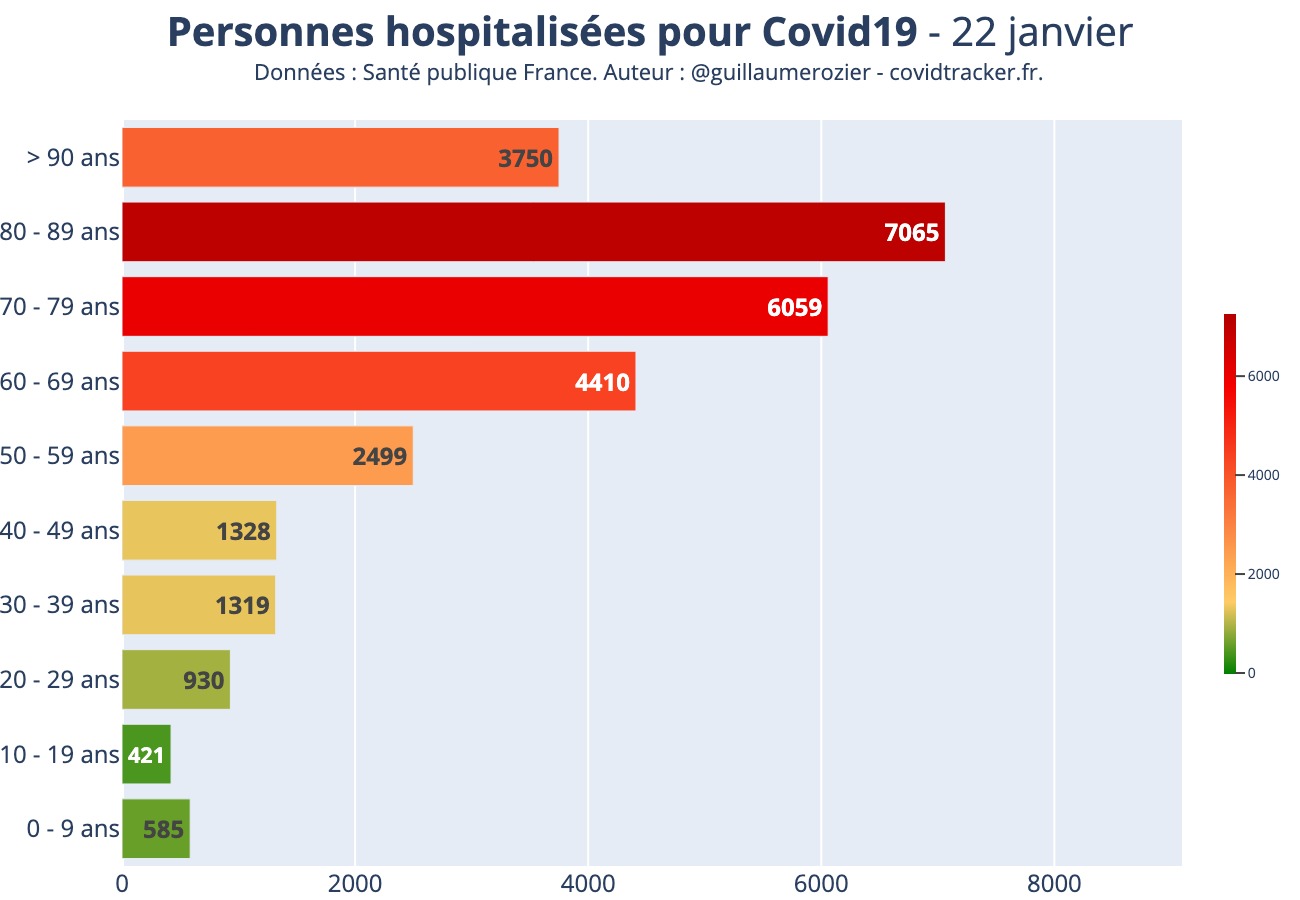 Personnes hospitalisées pour Covid19 - 22 janvier
Données : Santé publique France. Auteur : @guillaumerozier - covidtracker.fr.
> 90 ans 3750
80 - 89 ans 7065
70 - 79 ans 6059
60 - 69 ans 4410
50 - 59 ans 2499
40 - 49 ans 1328
30 - 39 ans 1319
20 - 29 ans 930
10 - 19 ans 421
0 - 9 ans 585
0 2000 4000 6000 8000
6000
4000
2000
0